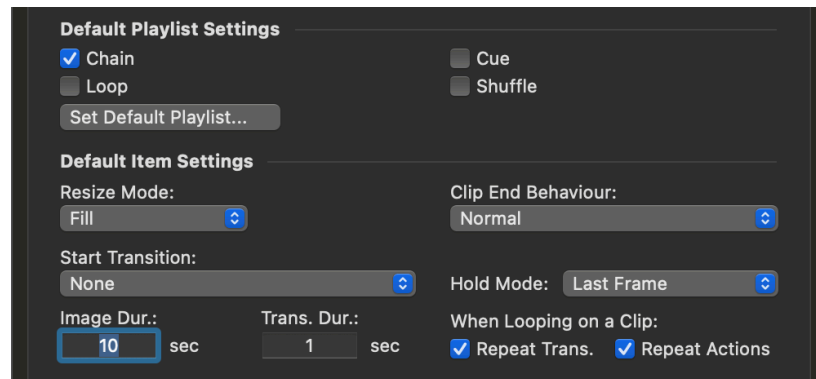 Default Playlist Settings
Chain
Cue
Loop
Shuffle
Set Default Playlist...
Default Item Settings
Resize Mode:
Clip End Behaviour:
Fill
Normal
Start Transition:
None
Hold Mode: Last Frame
Image Dur.:
Trans. Dur.:
When Looping on a Clip:
10 sec
1 sec
Repeat Trans.
Repeat Actions